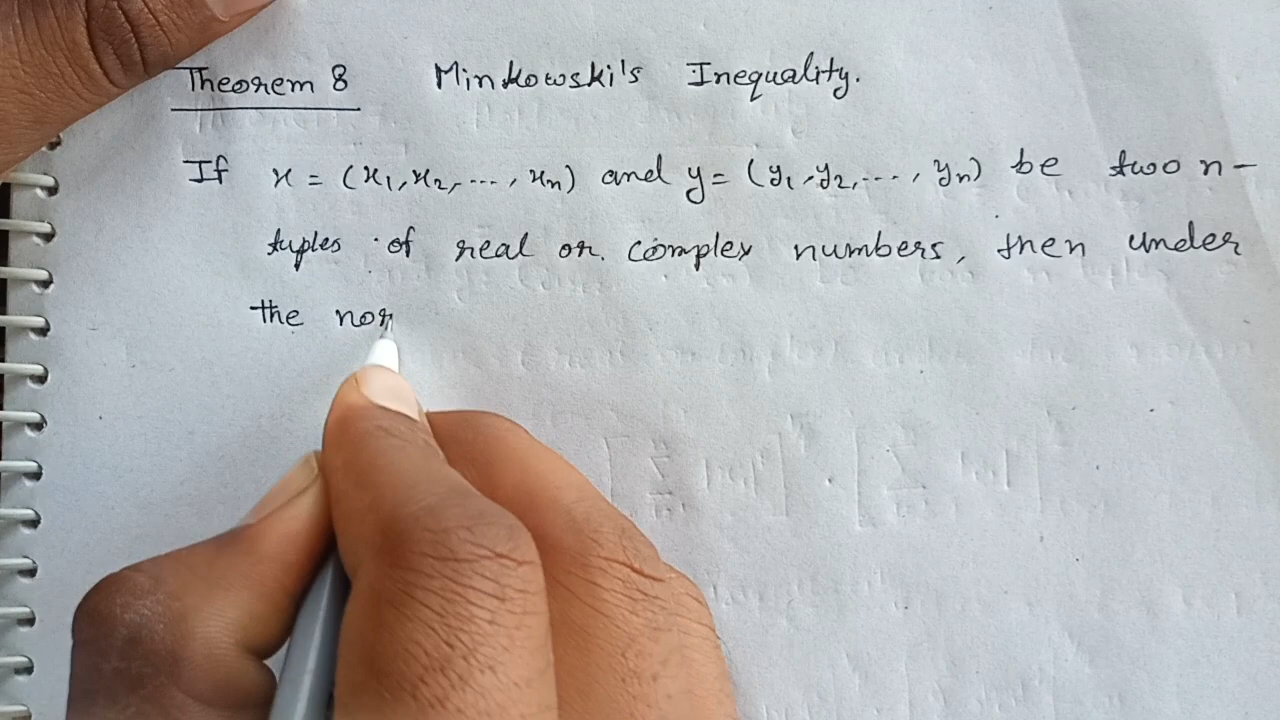 Theorem 8 Minkowski's Inequality.
If x = (x1, x2, ..., xn) and y = (y1, y2, ..., yn) be two n-
tuples of real or complex numbers, then under
the nor